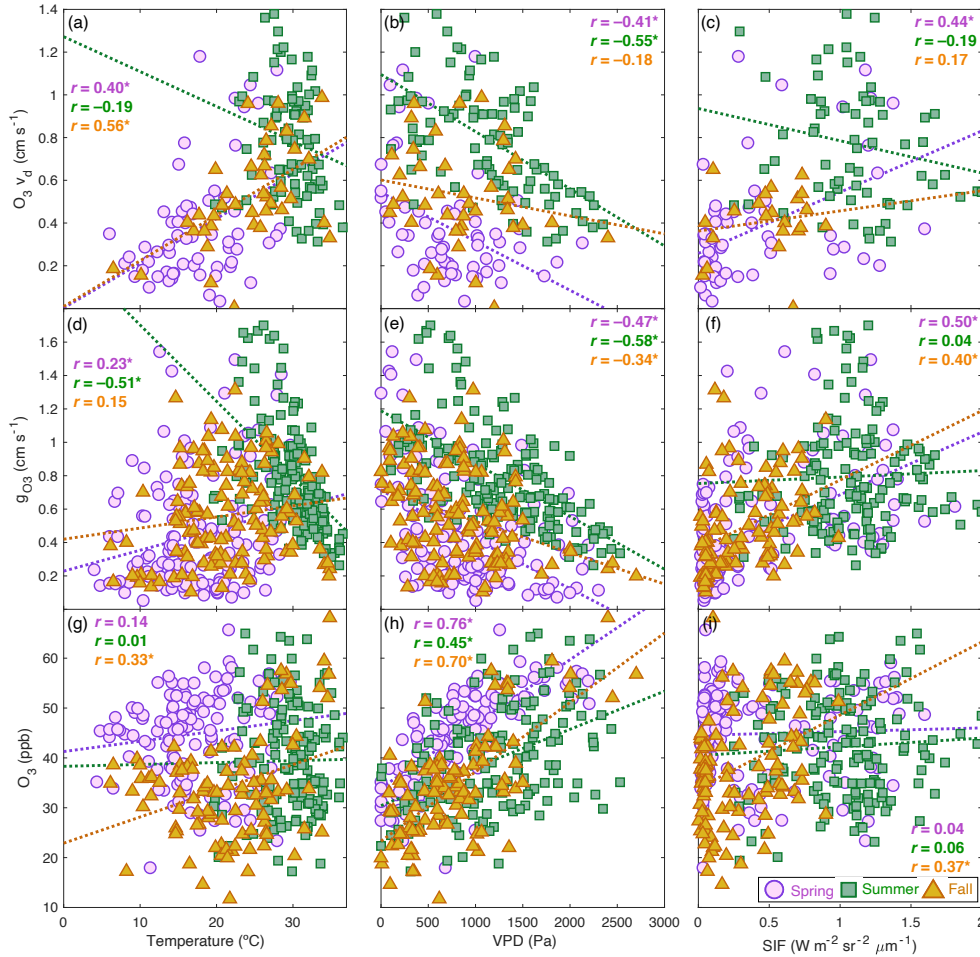 (a)
r = 0.40*
r = −0.19
r = 0.56*
(b)
r = −0.41*
r = −0.55*
r = −0.18
(c)
r = 0.44*
r = −0.19
r = 0.17
1.4
1.2
1
0.8
0.6
0.4
0.2
O3 vd (cm s-1)
(d)
r = 0.23*
r = −0.51*
r = 0.15
(e)
r = −0.47*
r = −0.58*
r = −0.34*
(f)
r = 0.50*
r = 0.04
r = 0.40*
1.6
1.4
1.2
1
0.8
0.6
0.4
0.2
gO3 (cm s-1)
(g)
r = 0.14
r = 0.01
r = 0.33*
(h)
r = 0.76*
r = 0.45*
r = 0.70*
(i)
r = 0.04
r = 0.06
r = 0.37*
60
50
40
30
20
10
O3 (ppb)
Spring Summer Fall
0 10 20 30
Temperature (ºC)
0 500 1000 1500 2000 2500 3000
VPD (Pa)
0 0.5 1 1.5 2
SIF (W m-2 sr-2 μm-1)